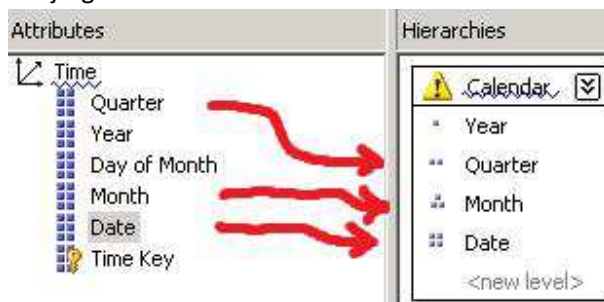 Attributes
Time
Quarter
Year
Day of Month
Month
Date
Time Key
Hierarchies
Calendar
Year
Quarter
Month
Date
<new level>